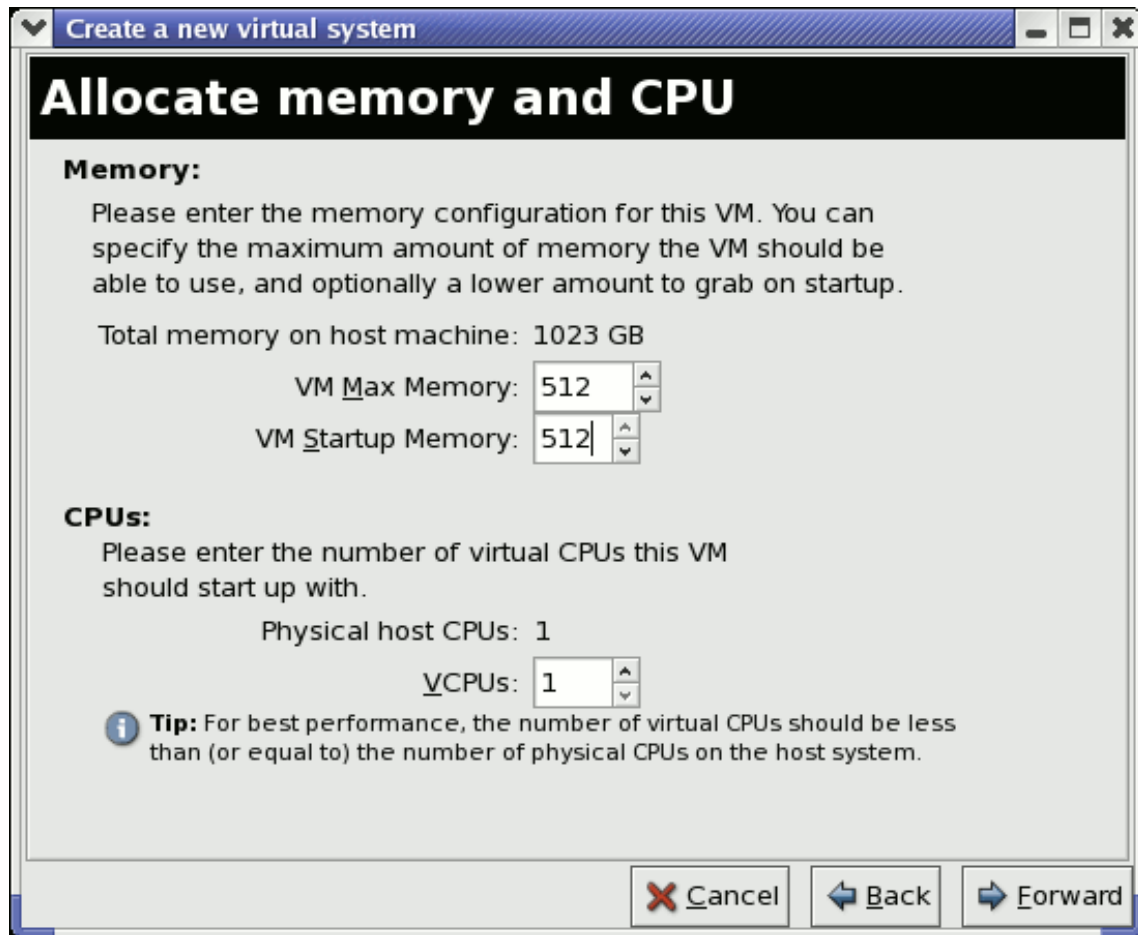 Create a new virtual system
Allocate memory and CPU
Memory:
Please enter the memory configuration for this VM. You can
specify the maximum amount of memory the VM should be
able to use, and optionally a lower amount to grab on startup.
Total memory on host machine: 1023 GB
VM Max Memory: 512
VM Startup Memory: 512
CPUs:
Please enter the number of virtual CPUs this VM
should start up with.
Physical host CPUs: 1
VCPUs: 1
Tip: For best performance, the number of virtual CPUs should be less
than (or equal to) the number of physical CPUs on the host system.
Cancel Back Forward